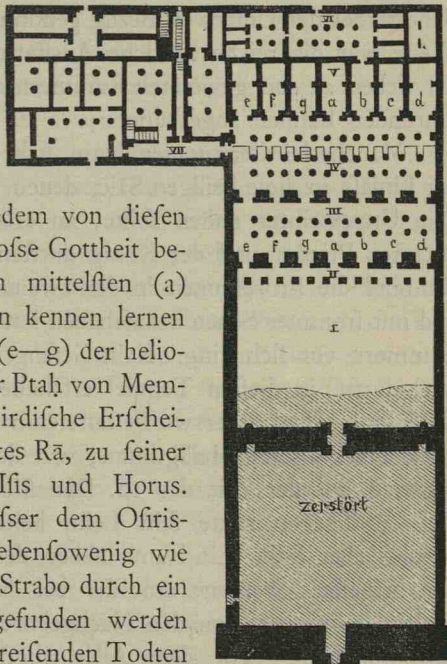 VI
V
e f g a b c d
VII
IV
III
e f g a b c d
II
I
zerstört
dem von dieſen
oſse Gottheit be-
n mittelſten (a)
n kennen lernen
(e—g) der helio-
r Ptaḥ von Mem-
irdiſche Erſchei-
tes Rā, zu ſeiner
Iſis und Horus.
ſser dem Oſiris-
ebenſowenig wie
Strabo durch ein
gefunden werden
reiſenden Todten